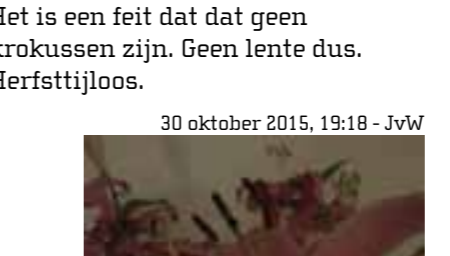 Het is een feit dat dat geen
krokussen zijn. Geen lente dus.
Herfsttijloos.
30 oktober 2015, 19:18 - JvW